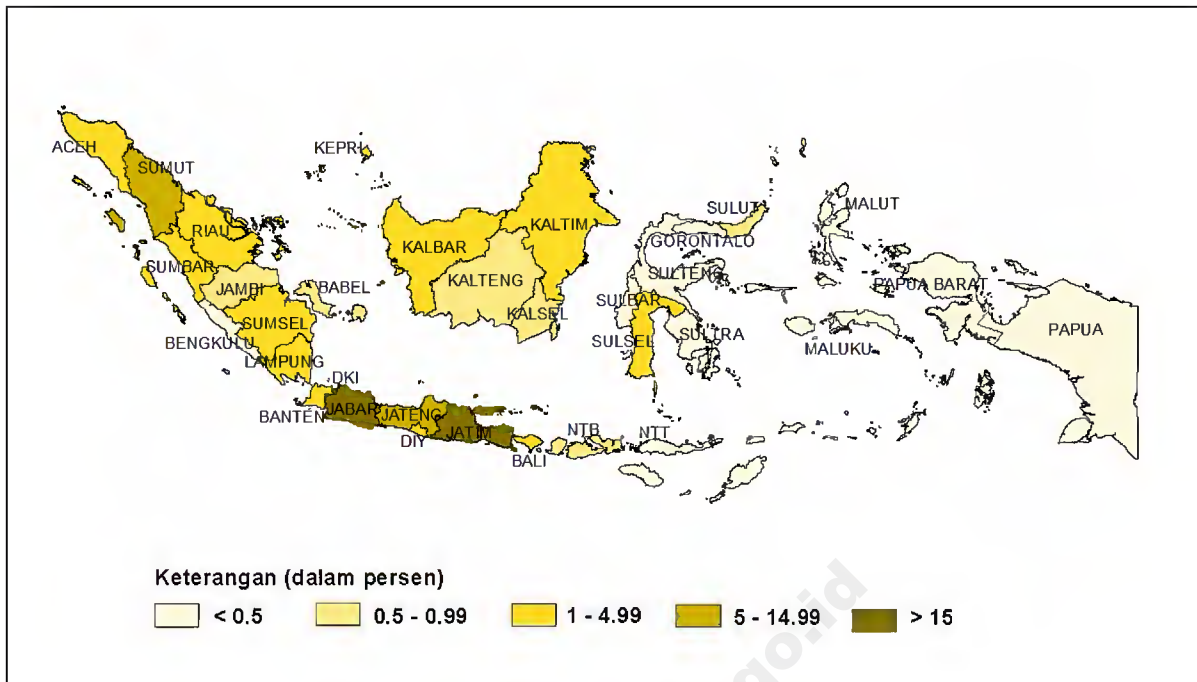 ACEH
SUMUT
KEPRI
RIAU
SUMBAR
JAMBI
BABEL
SUMSEL
BENGKULU
LAMPUNG
KALBAR
KALTIM
KALTENG
KALSEL
SULUT
GORONTALO
SULTENG
SULBAR
SULSEL
SULTRA
MALUT
PAPUA BARAT
PAPUA
MALUKU
DKI
BANTEN
JABAR
JATENG
DIY
JATIM
BALI
NTB
NTT
Keterangan (dalam persen)
< 0.5 0.5 - 0.99 1 - 4.99 5 - 14.99 > 15
go.id